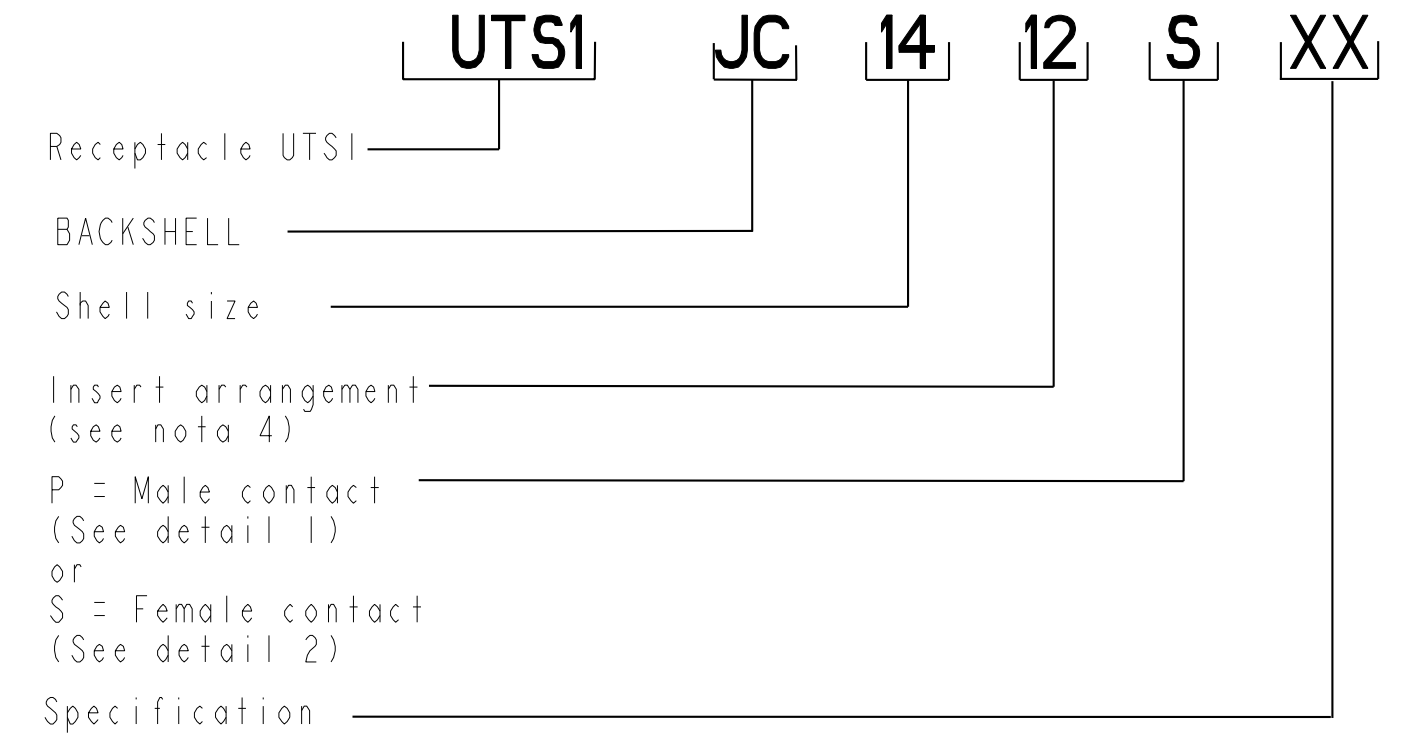 UTS1 JC 14 12 S XX
Receptacle UTS1
BACKSHELL
Shell size
Insert arrangement
(see nota 4)
P = Male contact
(See detail 1)
or
S = Female contact
(See detail 2)
Specification